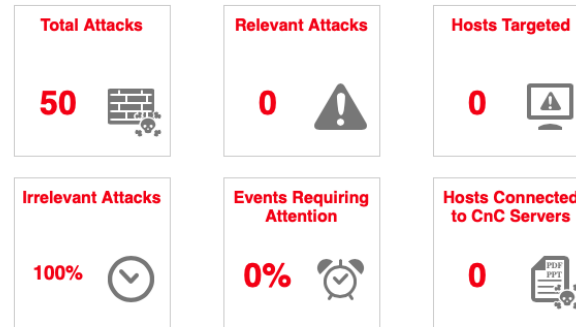 Total Attacks
50
Relevant Attacks
0
Hosts Targeted
0
Irrelevant Attacks
100%
Events Requiring
Attention
0%
Hosts Connected
to CnC Servers
0
PDF
PPT